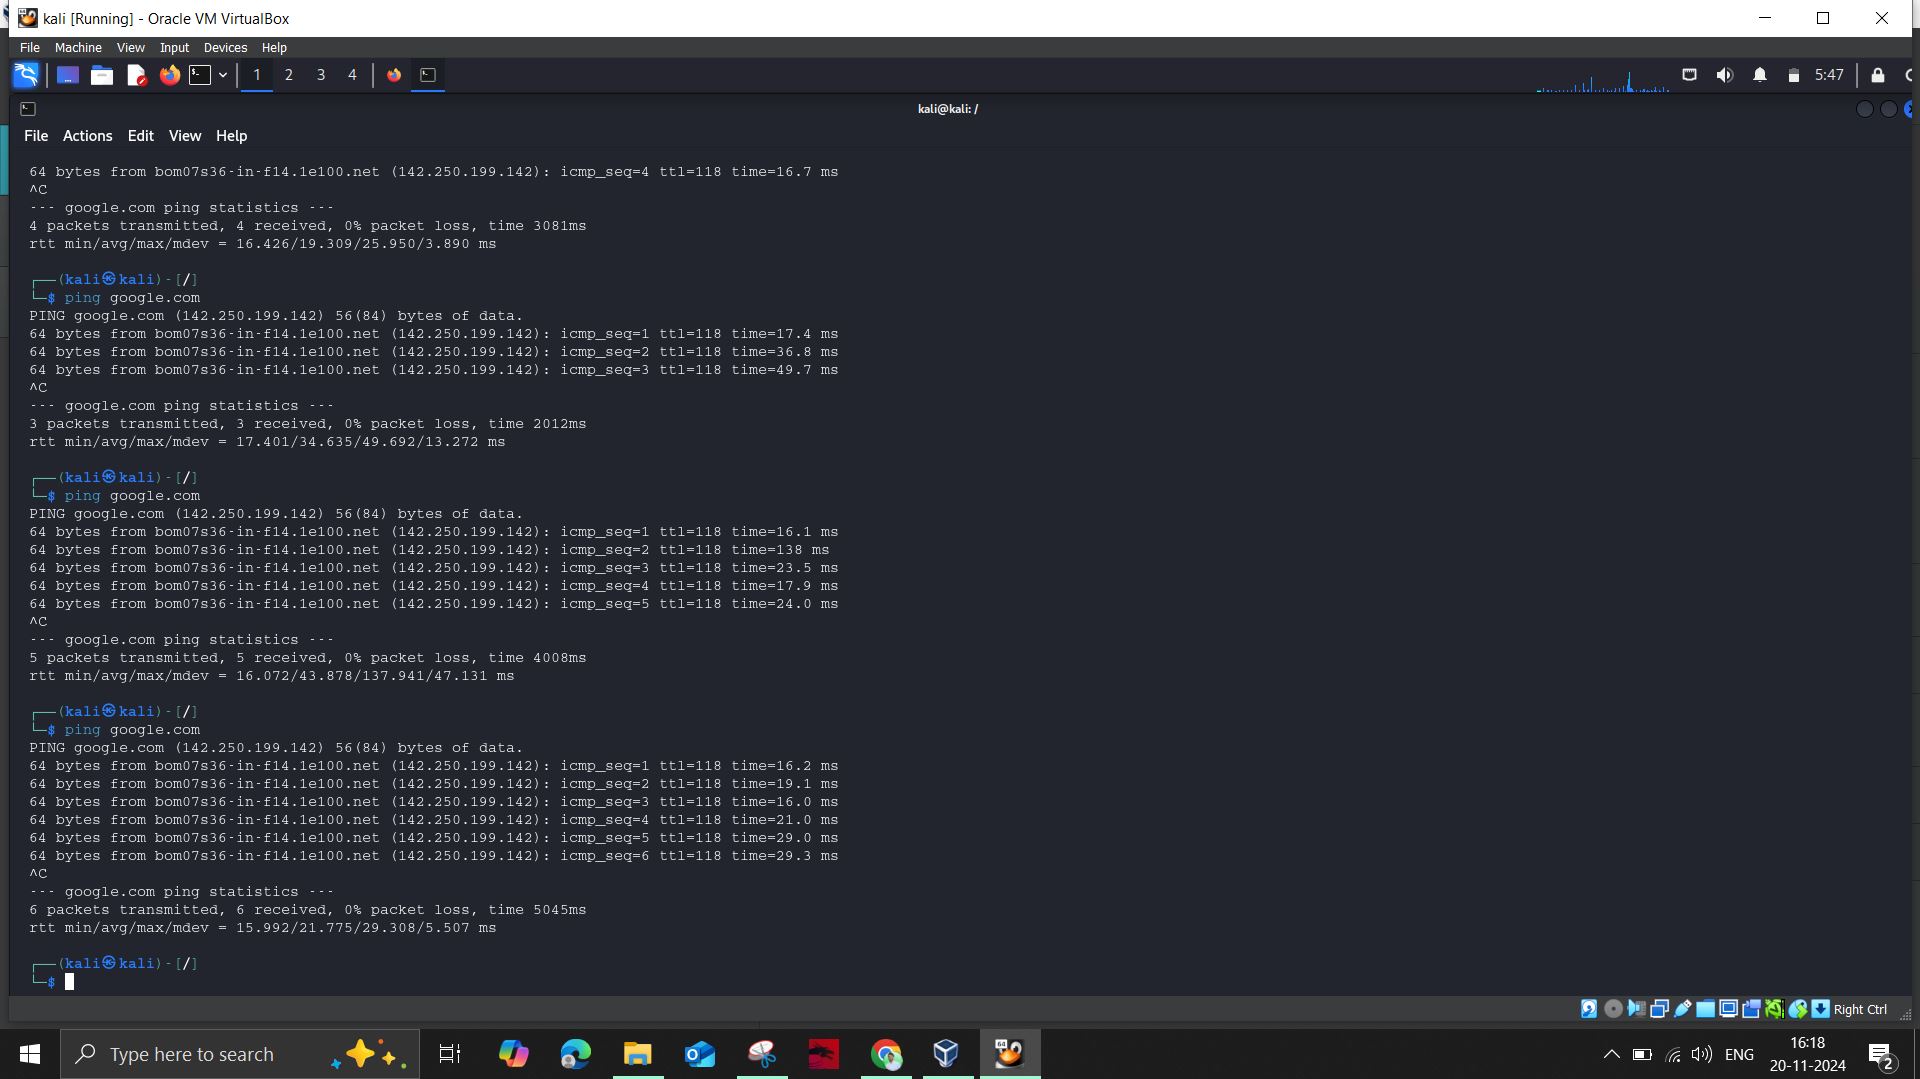 kali [Running] - Oracle VM VirtualBox
File Machine View Input Devices Help
1 2 3 4 5:47
kali@kali: /
File Actions Edit View Help
64 bytes from bom07s36-in-f14.1e100.net (142.250.199.142): icmp_seq=4 ttl=118 time=16.7 ms
^C
--- google.com ping statistics ---
4 packets transmitted, 4 received, 0% packet loss, time 3081ms
rtt min/avg/max/mdev = 16.426/19.309/25.950/3.890 ms
┌──(kali㉿kali)-[/]
└─$ ping google.com
PING google.com (142.250.199.142) 56(84) bytes of data.
64 bytes from bom07s36-in-f14.1e100.net (142.250.199.142): icmp_seq=1 ttl=118 time=17.4 ms
64 bytes from bom07s36-in-f14.1e100.net (142.250.199.142): icmp_seq=2 ttl=118 time=36.8 ms
64 bytes from bom07s36-in-f14.1e100.net (142.250.199.142): icmp_seq=3 ttl=118 time=49.7 ms
^C
--- google.com ping statistics ---
3 packets transmitted, 3 received, 0% packet loss, time 2012ms
rtt min/avg/max/mdev = 17.401/34.635/49.692/13.272 ms
┌──(kali㉿kali)-[/]
└─$ ping google.com
PING google.com (142.250.199.142) 56(84) bytes of data.
64 bytes from bom07s36-in-f14.1e100.net (142.250.199.142): icmp_seq=1 ttl=118 time=16.1 ms
64 bytes from bom07s36-in-f14.1e100.net (142.250.199.142): icmp_seq=2 ttl=118 time=138 ms
64 bytes from bom07s36-in-f14.1e100.net (142.250.199.142): icmp_seq=3 ttl=118 time=23.5 ms
64 bytes from bom07s36-in-f14.1e100.net (142.250.199.142): icmp_seq=4 ttl=118 time=17.9 ms
64 bytes from bom07s36-in-f14.1e100.net (142.250.199.142): icmp_seq=5 ttl=118 time=24.0 ms
^C
--- google.com ping statistics ---
5 packets transmitted, 5 received, 0% packet loss, time 4008ms
rtt min/avg/max/mdev = 16.072/43.878/137.941/47.131 ms
┌──(kali㉿kali)-[/]
└─$ ping google.com
PING google.com (142.250.199.142) 56(84) bytes of data.
64 bytes from bom07s36-in-f14.1e100.net (142.250.199.142): icmp_seq=1 ttl=118 time=16.2 ms
64 bytes from bom07s36-in-f14.1e100.net (142.250.199.142): icmp_seq=2 ttl=118 time=19.1 ms
64 bytes from bom07s36-in-f14.1e100.net (142.250.199.142): icmp_seq=3 ttl=118 time=16.0 ms
64 bytes from bom07s36-in-f14.1e100.net (142.250.199.142): icmp_seq=4 ttl=118 time=21.0 ms
64 bytes from bom07s36-in-f14.1e100.net (142.250.199.142): icmp_seq=5 ttl=118 time=29.0 ms
64 bytes from bom07s36-in-f14.1e100.net (142.250.199.142): icmp_seq=6 ttl=118 time=29.3 ms
^C
--- google.com ping statistics ---
6 packets transmitted, 6 received, 0% packet loss, time 5045ms
rtt min/avg/max/mdev = 15.992/21.775/29.308/5.507 ms
┌──(kali㉿kali)-[/]
└─$
Right Ctrl
Type here to search
ENG
16:18
20-11-2024
2